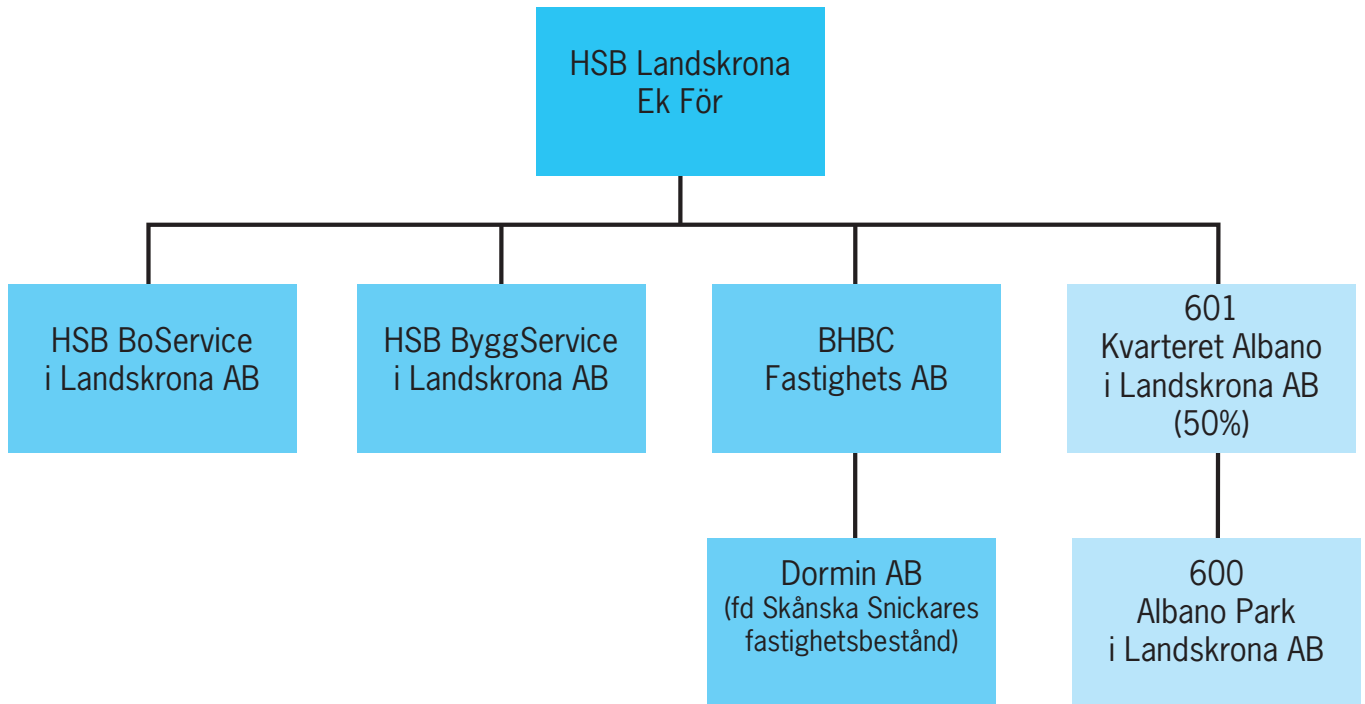 HSB Landskrona
Ek För
HSB BoService
i Landskrona AB
HSB ByggService
i Landskrona AB
BHBC
Fastighets AB
601
Kvarteret Albano
i Landskrona AB
(50%)
Dormin AB
(fd Skånska Snickares
fastighetsbestånd)
600
Albano Park
i Landskrona AB